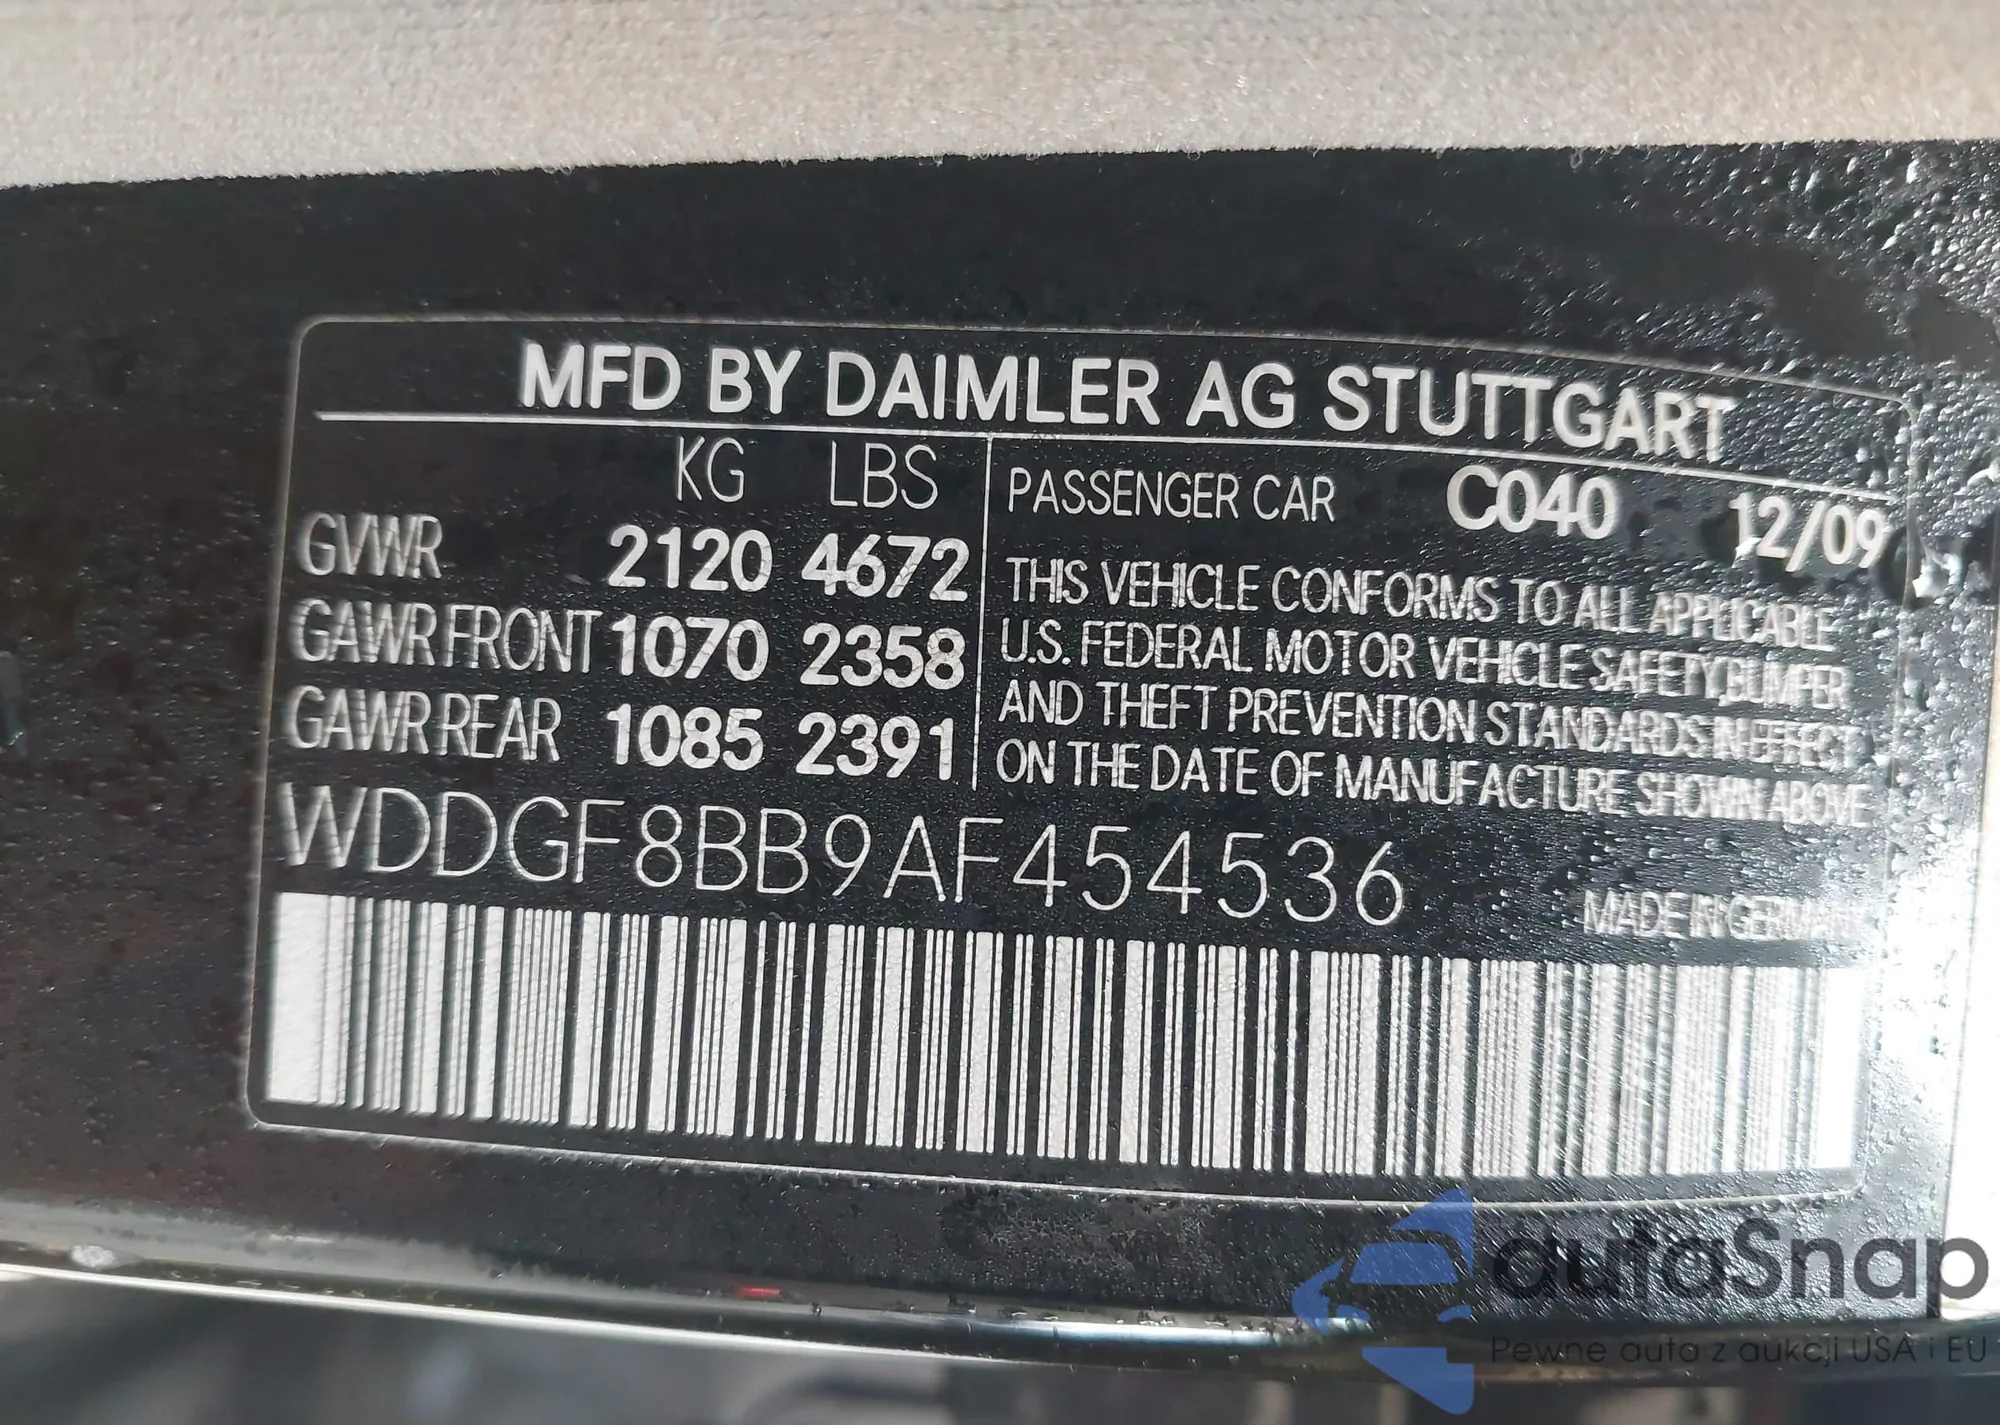 MFD BY DAIMLER AG STUTTGART
KG LBS
GVWR 2120 4672
GAWR FRONT 1070 2358
GAWR REAR 1085 2391
PASSENGER CAR C040 12/09
THIS VEHICLE CONFORMS TO ALL APPLICABLE
U.S. FEDERAL MOTOR VEHICLE SAFETY, BUMPER
AND THEFT PREVENTION STANDARDS IN EFFECT
ON THE DATE OF MANUFACTURE SHOWN ABOVE
WDDGF8BB9AF454536
MADE IN GERMANY
autaSnap
Pewne auta z aukcji USA i EU